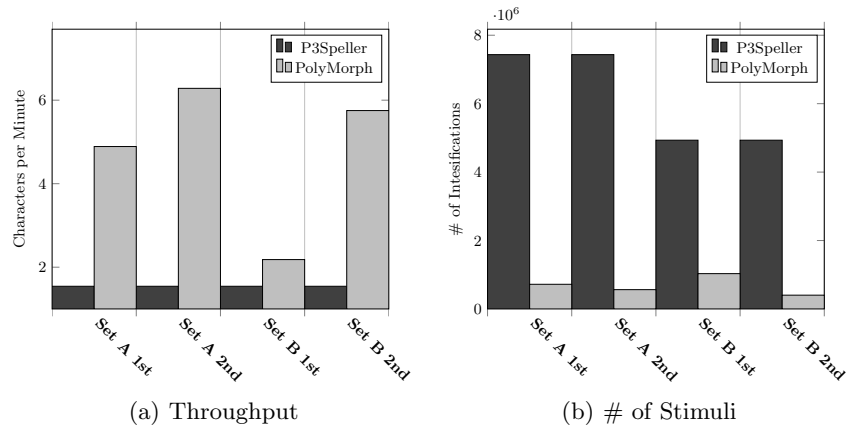 P3Speller
PolyMorph
6
4
2
Characters per Minute
Set A 1st
Set A 2nd
Set B 1st
Set B 2nd
(a) Throughput
·10⁶
P3Speller
PolyMorph
8
6
4
2
0
# of Intesifications
Set A 1st
Set A 2nd
Set B 1st
Set B 2nd
(b) # of Stimuli